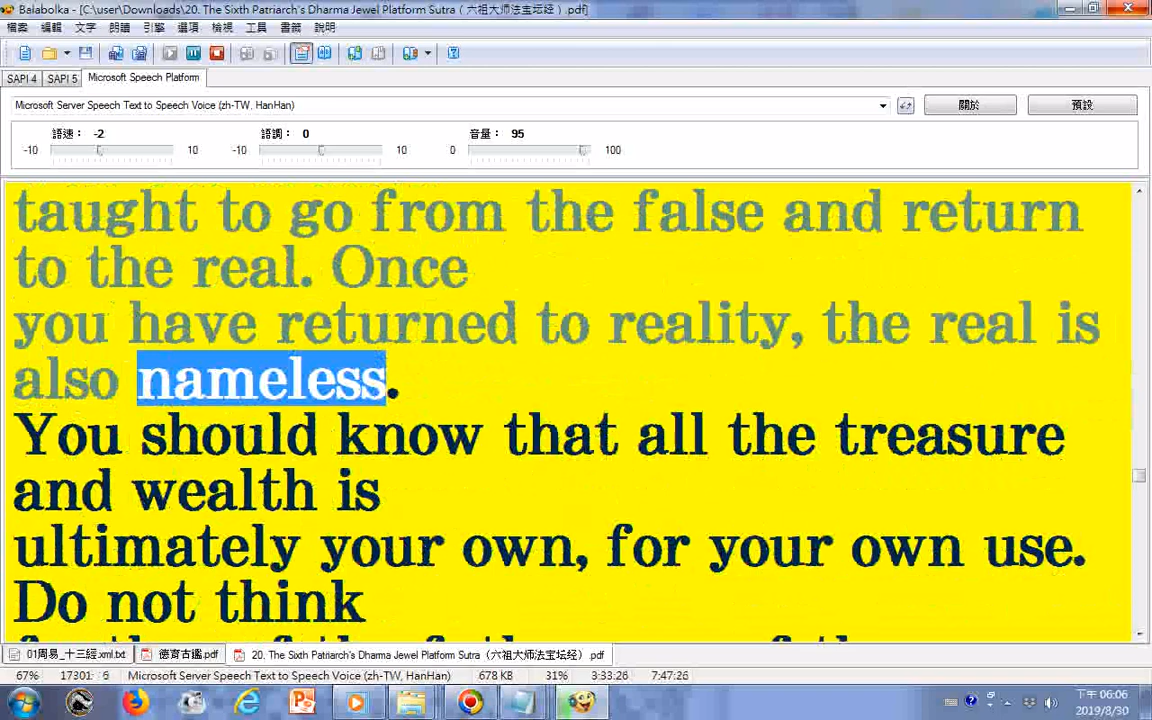 Balabolka - [C:\user\Downloads\20. The Sixth Patriarch's Dharma Jewel Platform Sutra（六祖大师法宝坛经）.pdf]
檔案 編輯 文字 朗讀 引擎 選項 檢視 工具 書籤 說明
SAPI 4 SAPI 5 Microsoft Speech Platform
Microsoft Server Speech Text to Speech Voice (zh-TW, HanHan) 關於 預設
語速： -2 語調： 0 音量： 95
-10 10 -10 10 0 100
taught to go from the false and return
to the real. Once
you have returned to reality, the real is
also nameless.
You should know that all the treasure
and wealth is
ultimately your own, for your own use.
Do not think
01周易_十三經.xml.txt 德育古鑑.pdf 20. The Sixth Patriarch's Dharma Jewel Platform Sutra（六祖大师法宝坛经）.pdf
67% 17301: 6 Microsoft Server Speech Text to Speech Voice (zh-TW, HanHan) 678 KB 31% 3:33:26 7:47:26
下午 06:06
2019/8/30